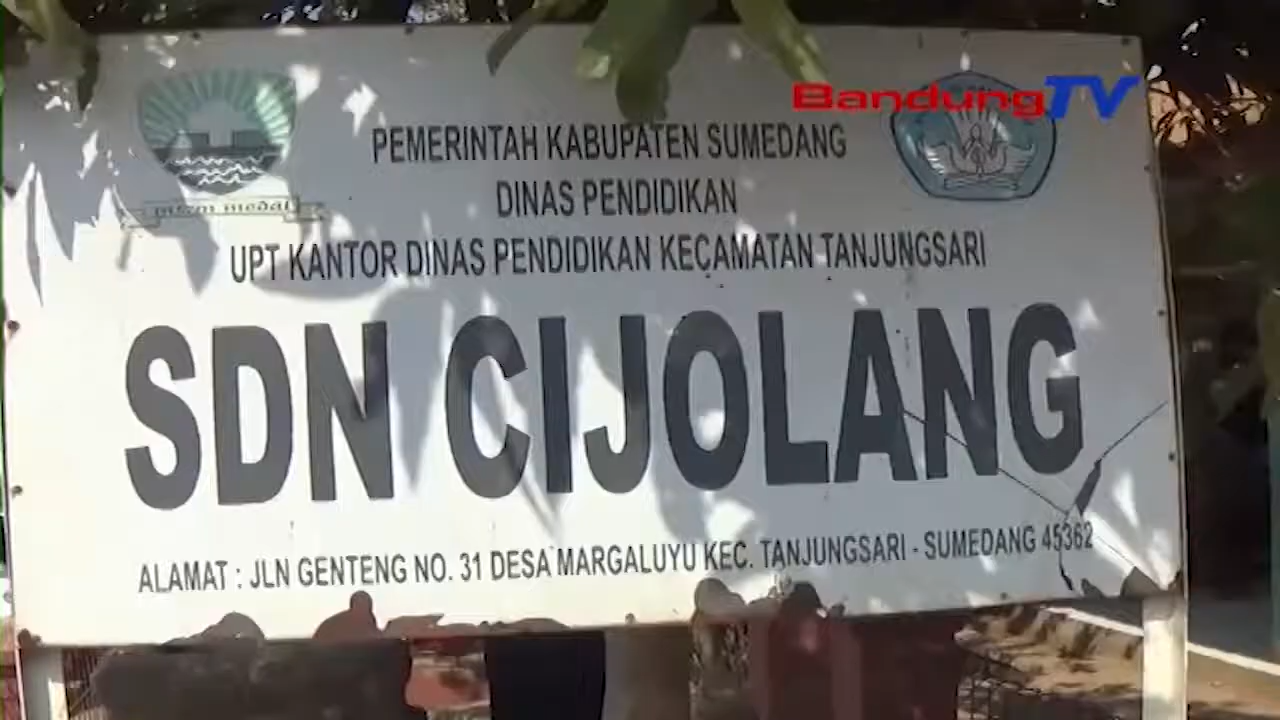 BandungTV
PEMERINTAH KABUPATEN SUMEDANG
DINAS PENDIDIKAN
UPT KANTOR DINAS PENDIDIKAN KECAMATAN TANJUNGSARI
SDN CIJOLANG
ALAMAT : JLN GENTENG NO. 31 DESA MARGALUYU KEC. TANJUNGSARI - SUMEDANG 45362